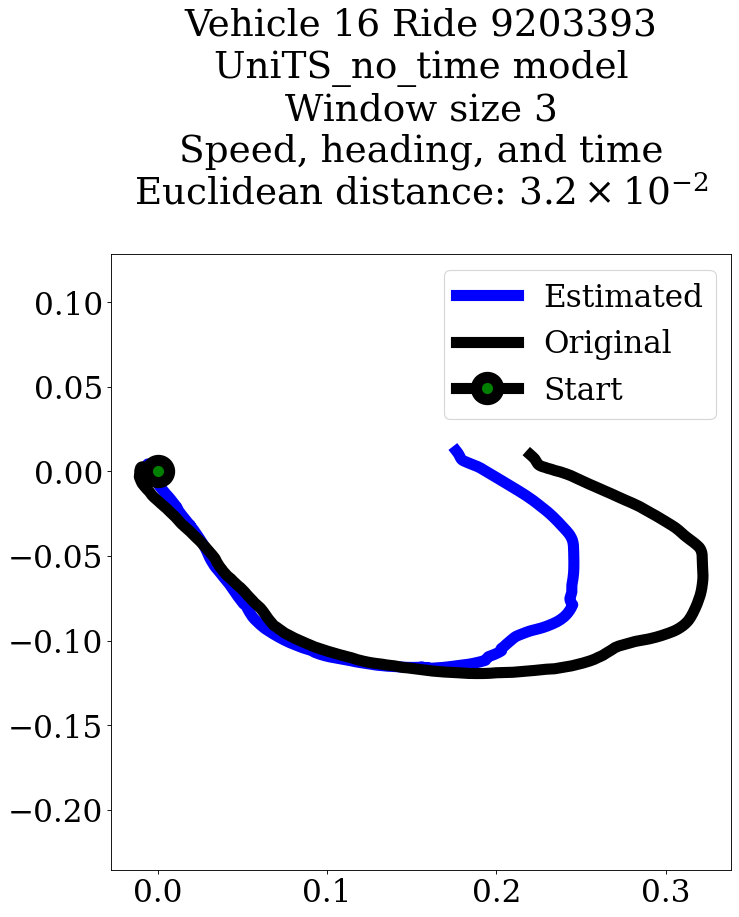 Vehicle 16 Ride 9203393
UniTS_no_time model
Window size 3
Speed, heading, and time
Euclidean distance: 3.2 × 10⁻²
Estimated
Original
Start
0.10
0.05
0.00
−0.05
−0.10
−0.15
−0.20
0.0 0.1 0.2 0.3